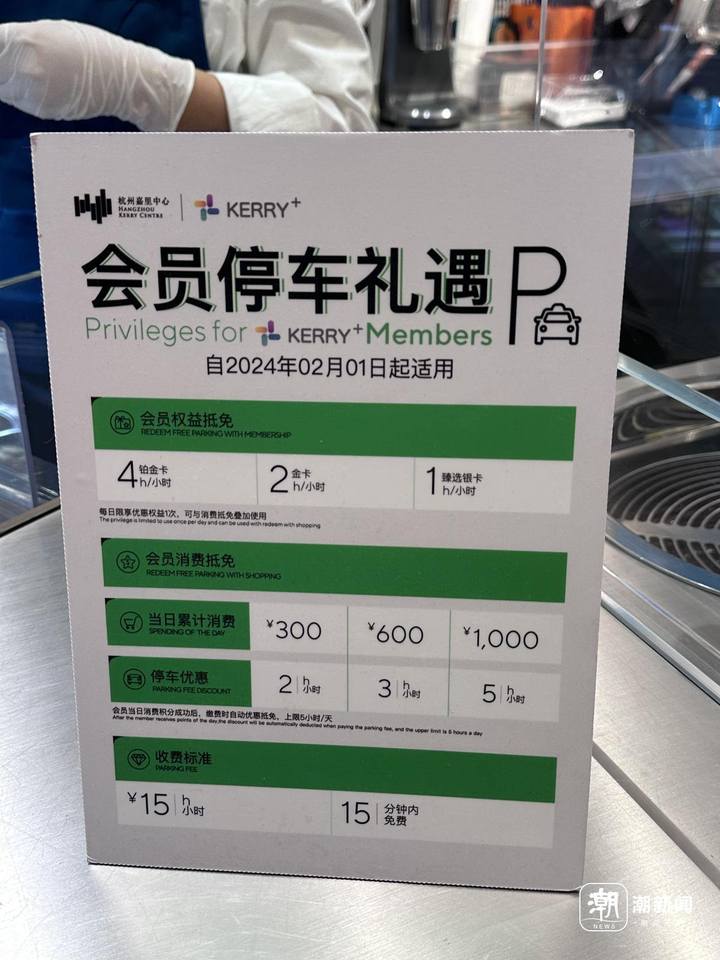 杭州嘉里中心
HANGZHOU
KERRY CENTRE
KERRY+
会员停车礼遇 P
Privileges for KERRY+ Members
自2024年02月01日起适用
会员权益抵免
REDEEM FREE PARKING WITH MEMBERSHIP
4 铂金卡 h/小时
2 金卡 h/小时
1 臻选银卡 h/小时
每日限享优惠权益1次，可与消费抵免叠加使用
The privilege is limited to use once per day and can be used with redeem with shopping
会员消费抵免
REDEEM FREE PARKING WITH SHOPPING
当日累计消费
SPENDING OF THE DAY
¥300 ¥600 ¥1,000
停车优惠
PARKING FEE DISCOUNT
2 h 小时 3 h 小时 5 h 小时
会员当日消费积分成功后，缴费时自动优惠抵免，上限5小时/天
After the member receives points of the day,the discount will be automatically deducted when paying the parking fee, and the upper limit is 5 hours a day
收费标准
PARKING FEE
¥15 h 小时
15 分钟内 免费
潮 NEWS 潮新闻